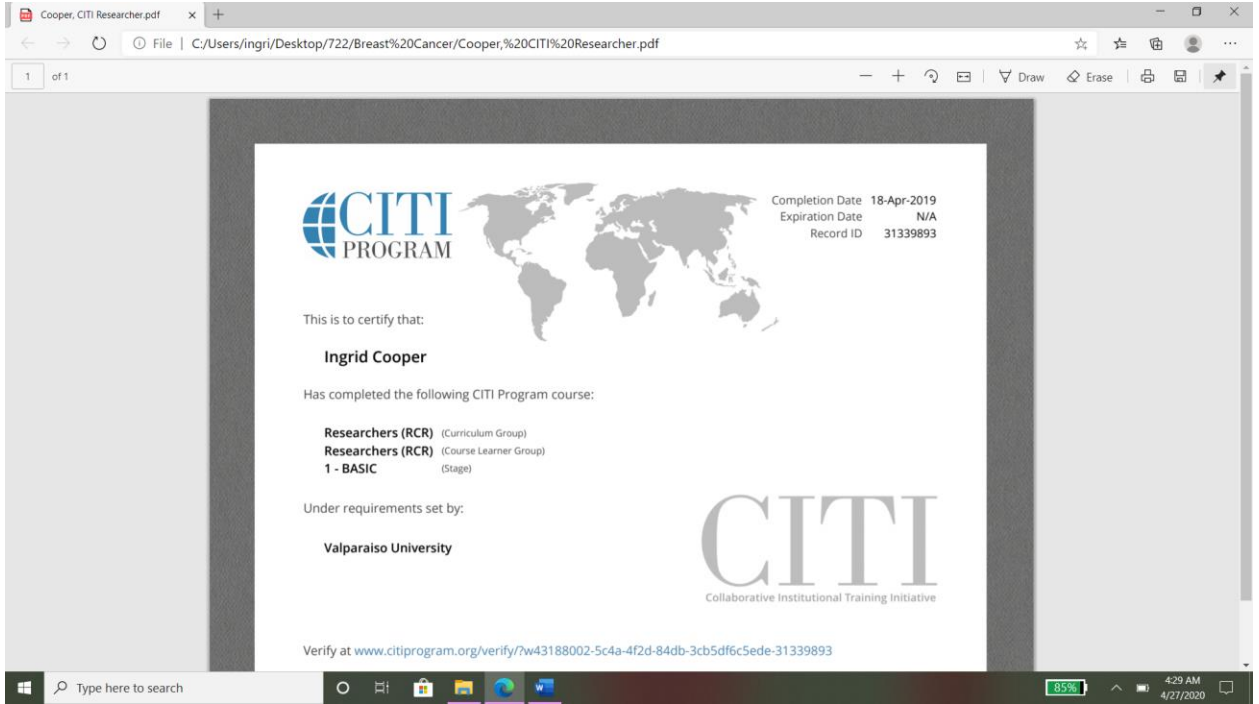 Cooper, CITI Researcher.pdf
File | C:/Users/ingri/Desktop/722/Breast%20Cancer/Cooper,%20CITI%20Researcher.pdf
1 of 1 Draw Erase
CITI
PROGRAM
Completion Date 18-Apr-2019
Expiration Date N/A
Record ID 31339893
This is to certify that:
Ingrid Cooper
Has completed the following CITI Program course:
Researchers (RCR) (Curriculum Group)
Researchers (RCR) (Course Learner Group)
1 - BASIC (Stage)
Under requirements set by:
Valparaiso University
CITI
Collaborative Institutional Training Initiative
Verify at www.citiprogram.org/verify/?w43188002-5c4a-4f2d-84db-3cb5df6c5ede-31339893
Type here to search
85%
4:29 AM
4/27/2020